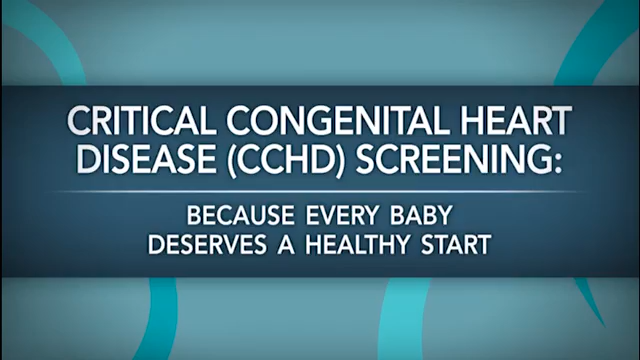 CRITICAL CONGENITAL HEART
DISEASE (CCHD) SCREENING:
BECAUSE EVERY BABY
DESERVES A HEALTHY START